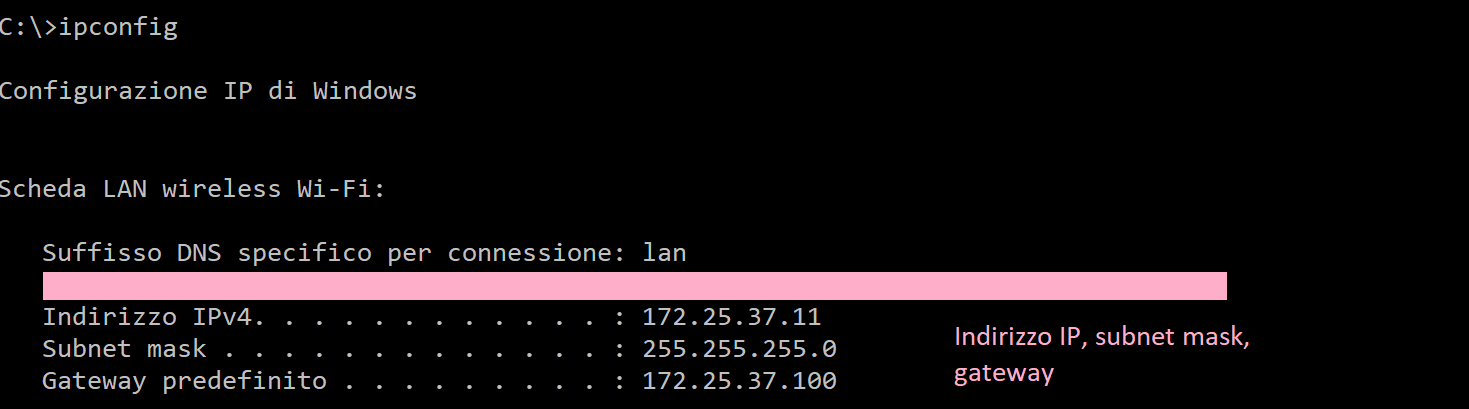 C:\>ipconfig
Configurazione IP di Windows
Scheda LAN wireless Wi-Fi:
Suffisso DNS specifico per connessione: lan
Indirizzo IPv4. . . . . . . . . . . . : 172.25.37.11
Subnet mask . . . . . . . . . . . . . : 255.255.255.0
Gateway predefinito . . . . . . . . . : 172.25.37.100
Indirizzo IP, subnet mask,
gateway